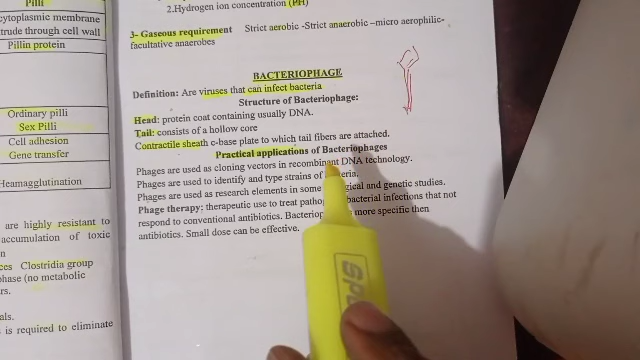 Pilli
cytoplasmic membrane
trude through cell wall
Pillin protein
Ordinary pilli
Sex Pilli
Cell adhesion
Gene transfer
Heamagglutination
are highly resistant to
accumulation of toxic
n
ces Clostridia group
phase (no metabolic
rs.
als.
is required to eliminate
2.Hydrogen ion concentration (PH)
3- Gaseous requirement Strict aerobic -Strict anaerobic –micro aerophilic-
facultative anaerobes
BACTERIOPHAGE
Definition: Are viruses that can infect bacteria
Structure of Bacteriophage:
Head: protein coat containing usually DNA.
Tail: consists of a hollow core
Contractile sheath c-base plate to which tail fibers are attached.
Practical applications of Bacteriophages
Phages are used as cloning vectors in recombinant DNA technology.
Phages are used to identify and type strains of
Phages are used as research elements in some and genetic studies.
Phage therapy: therapeutic use to treat bacterial infections that not
respond to conventional antibiotics. more specific then
antibiotics. Small dose can be effective.